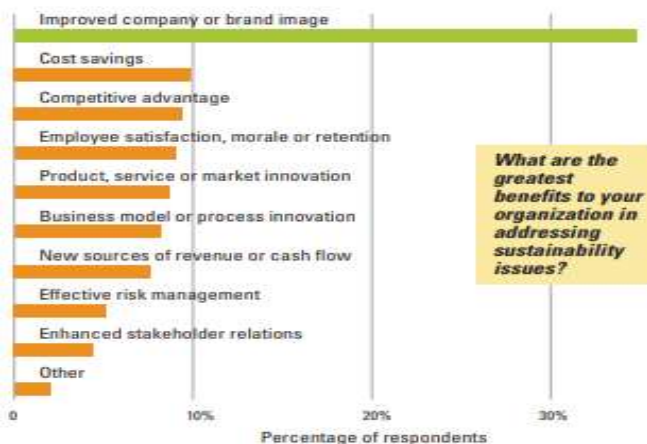 Improved company or brand image
Cost savings
Competitive advantage
Employee satisfaction, morale or retention
Product, service or market innovation
Business model or process innovation
New sources of revenue or cash flow
Effective risk management
Enhanced stakeholder relations
Other
What are the
greatest
benefits to your
organization in
addressing
sustainability
issues?
0 10% 20% 30%
Percentage of respondents